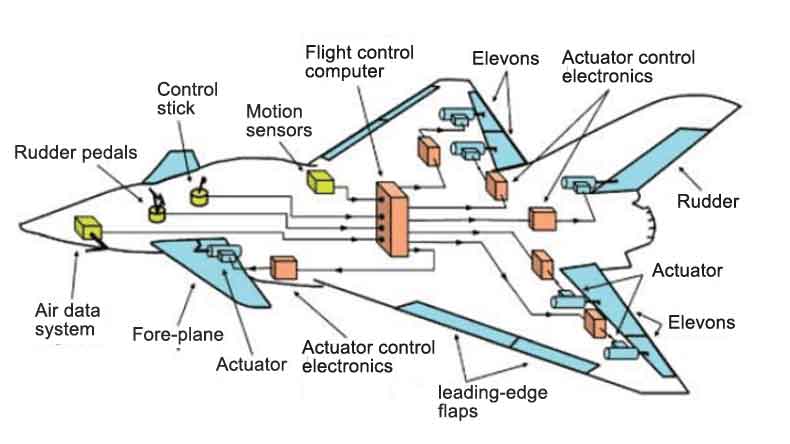 Flight control
computer
Elevons
Actuator control
electronics
Control
stick
Motion
sensors
Rudder pedals
Rudder
Actuator
Elevons
Air data
system
Fore-plane
Actuator
Actuator control
electronics
leading-edge
flaps